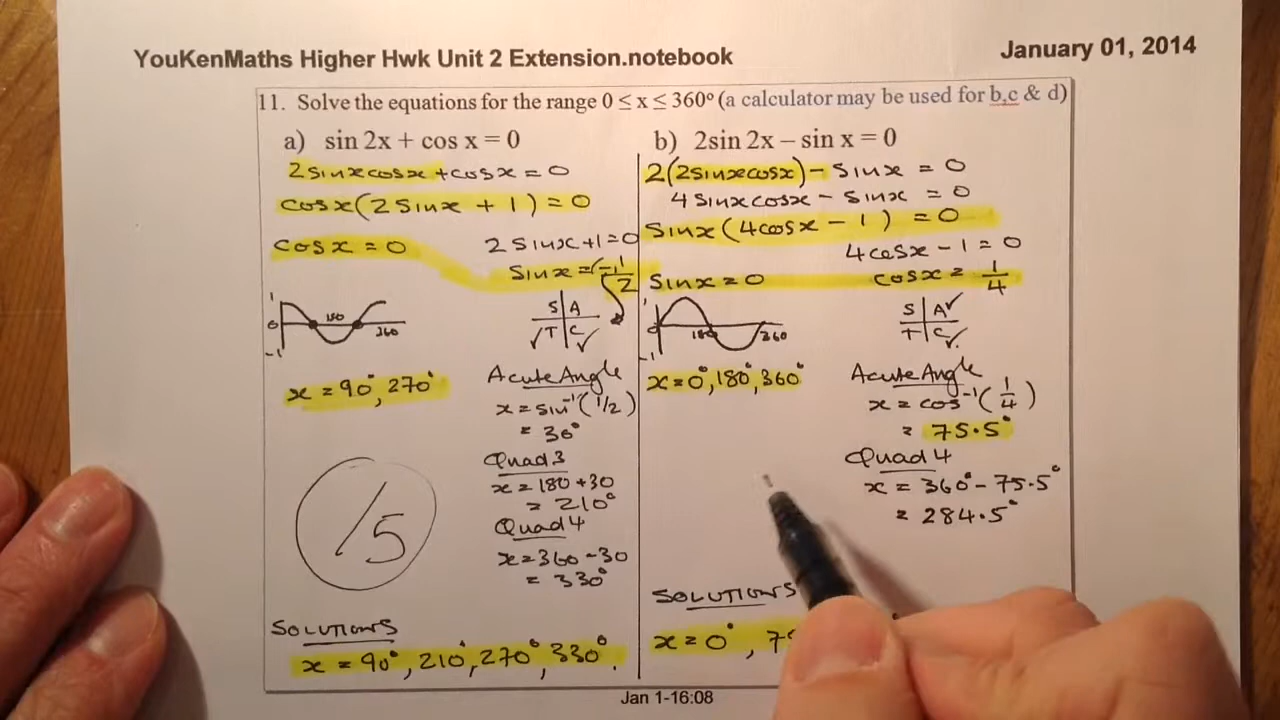 YouKenMaths Higher Hwk Unit 2 Extension.notebook
January 01, 2014
11. Solve the equations for the range 0 ≤ x ≤ 360° (a calculator may be used for b,c & d)
a) sin 2x + cos x = 0
2sinxcosx + cosx = 0
cosx(2sinx + 1) = 0
cosx = 0
2sinx+1=0
sinx = -1/2
1
0
-1
180
360
S A
T C
x = 90°, 270°
Acute Angle
x = sin⁻¹(1/2)
= 30°
Quad 3
x = 180 + 30
= 210°
Quad 4
x = 360 - 30
= 330°
/5
SOLUTIONS
x = 90°, 210°, 270°, 330°.
b) 2sin 2x – sin x = 0
2(2sinxcosx) - sinx = 0
4sinxcosx - sinx = 0
sinx(4cosx - 1) = 0
4cosx - 1 = 0
sinx = 0
cosx = 1/4
1
-1
180
360
S A
T C
x = 0°, 180°, 360°
Acute Angle
x = cos⁻¹(1/4)
= 75.5°
Quad 4
x = 360° - 75.5°
= 284.5°
SOLUTIONS
x = 0°,
Jan 1-16:08